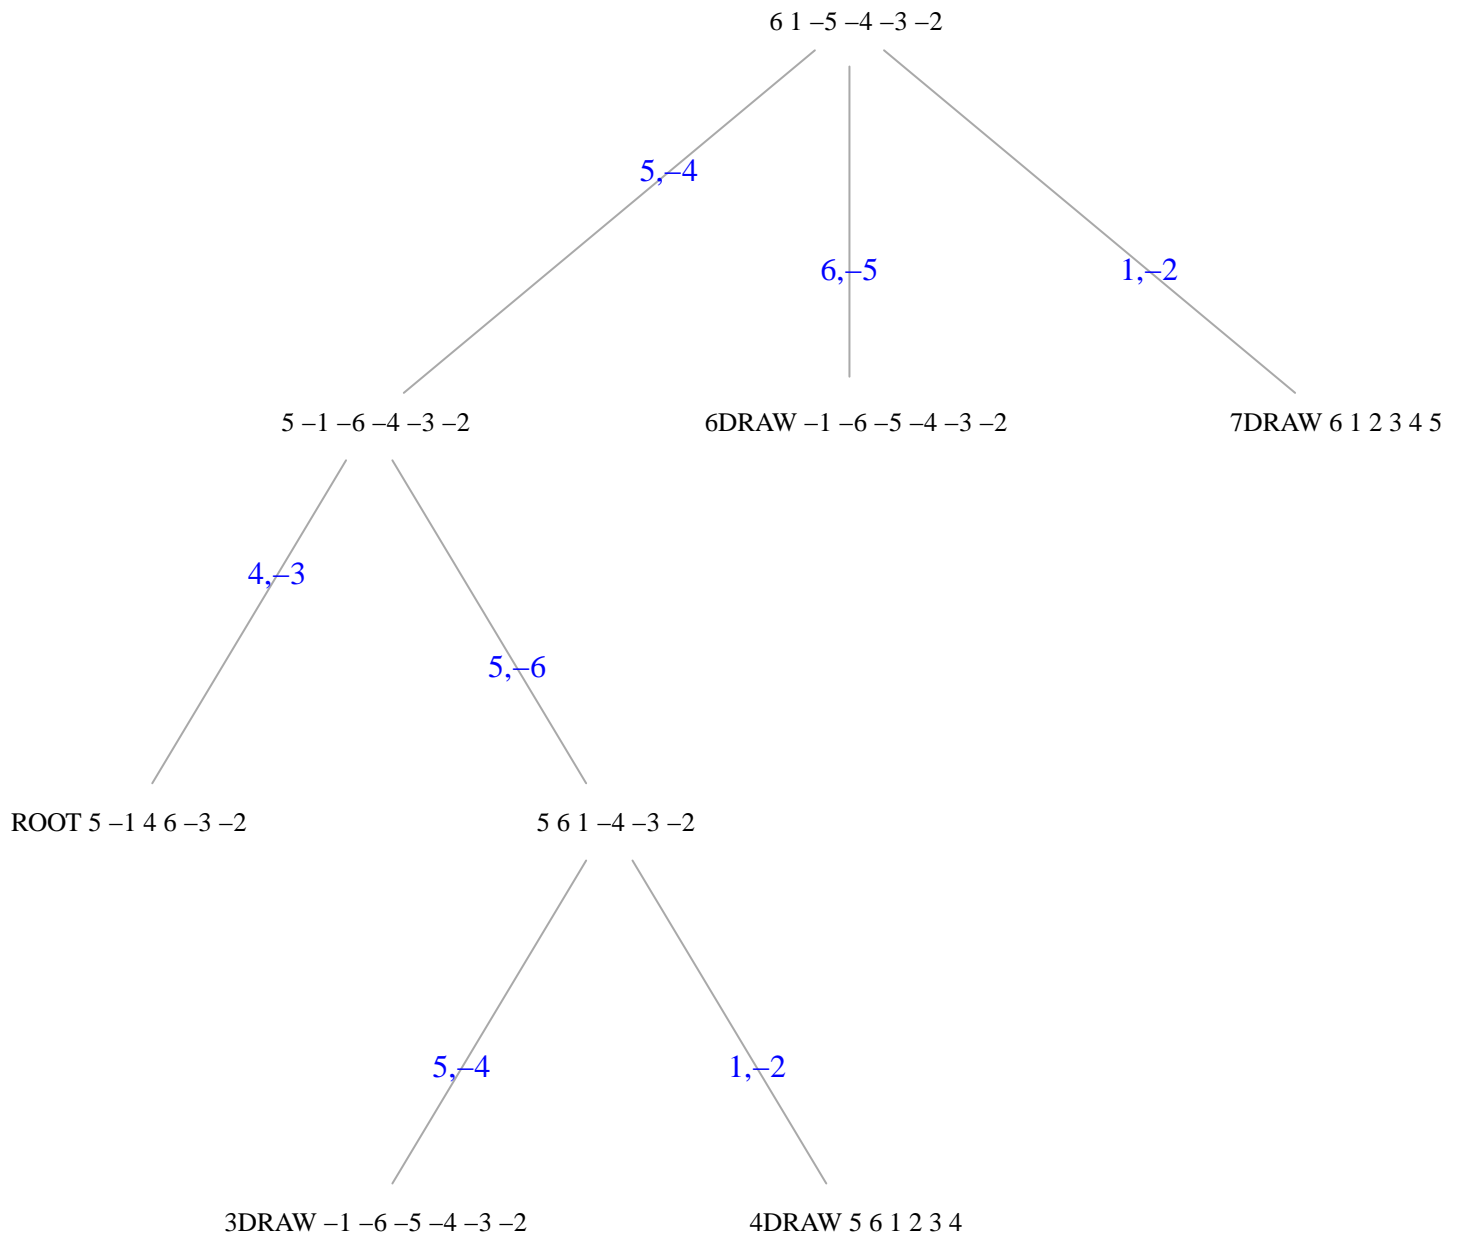 6 1 –5 –4 –3 –2
5,–4
6,–5
1,–2
5 –1 –6 –4 –3 –2
6DRAW –1 –6 –5 –4 –3 –2
7DRAW 6 1 2 3 4 5
4,–3
5,–6
ROOT 5 –1 4 6 –3 –2
5 6 1 –4 –3 –2
5,–4
1,–2
3DRAW –1 –6 –5 –4 –3 –2
4DRAW 5 6 1 2 3 4